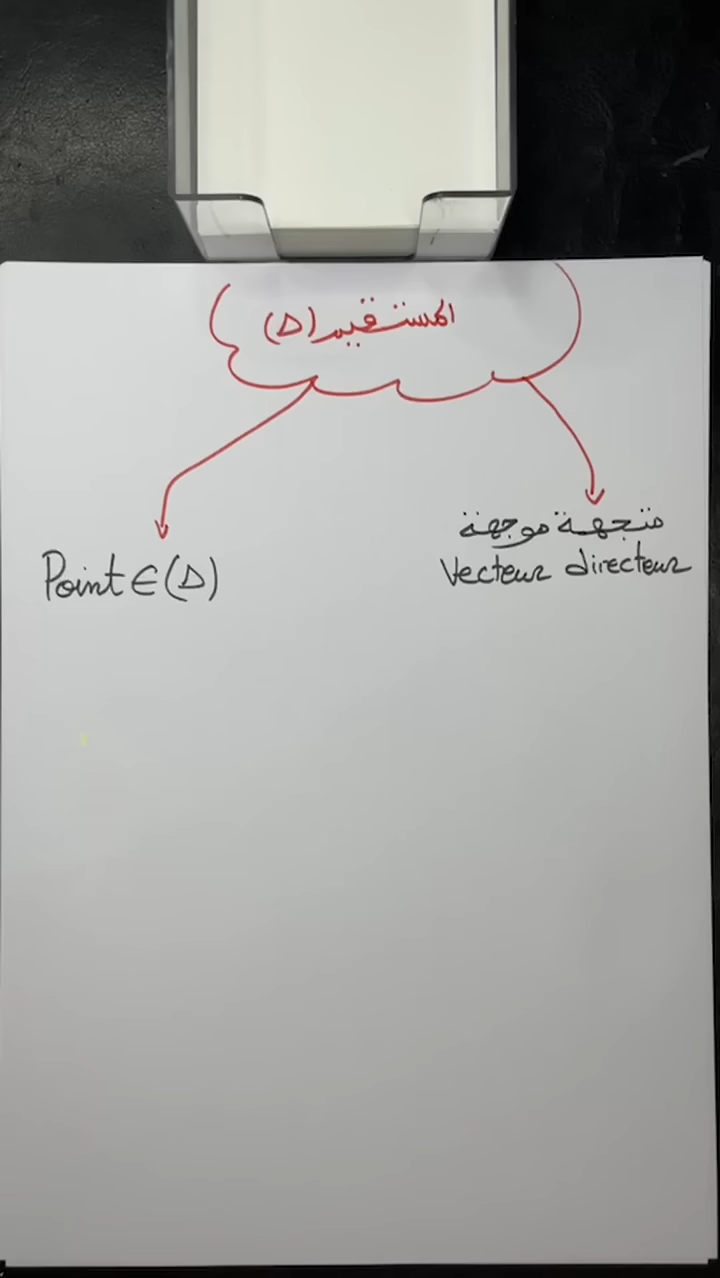 المستقيم (Δ)
متجهة موجهة
Vecteur directeur
Point ∈ (Δ)